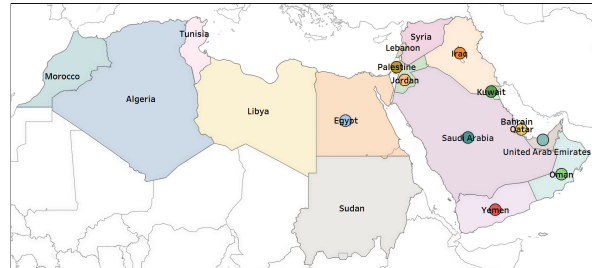 Tunisia
Syria
Lebanon
Iraq
Morocco
Palestine
Jordan
Algeria
Kuwait
Libya
Egypt
Bahrain
Qatar
Saudi Arabia
United Arab Emirates
Oman
Sudan
Yemen